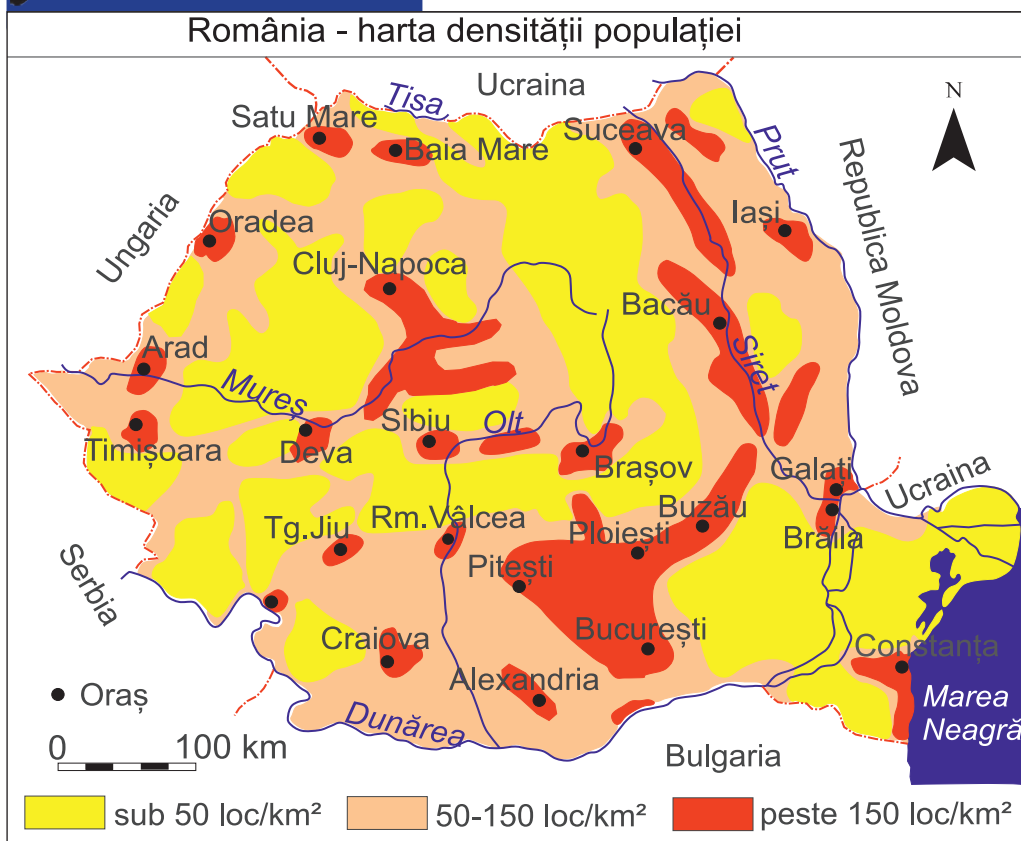 România - harta densității populației
Ucraina
Tisa
Satu Mare
Baia Mare
Suceava
N
Prut
Republica Moldova
Iași
Ungaria
Oradea
Cluj-Napoca
Bacău
Siret
Arad
Mureș
Timișoara
Deva
Sibiu
Olt
Brașov
Galați
Ucraina
Buzău
Brăila
Tg.Jiu
Rm.Vâlcea
Ploiești
Pitești
Serbia
București
Craiova
Constanța
Alexandria
Oraș
Dunărea
Marea
Neagră
0 100 km
Bulgaria
sub 50 loc/km² 50-150 loc/km² peste 150 loc/km²